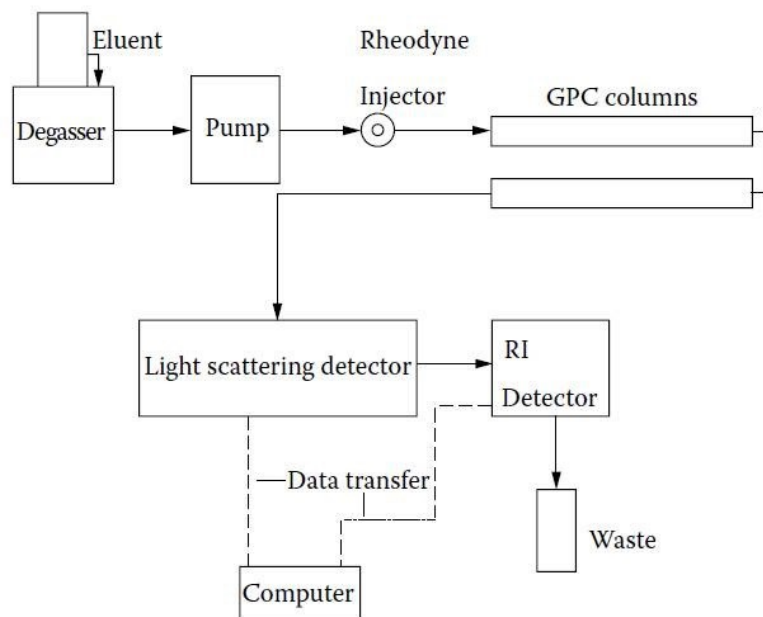 Eluent
Rheodyne
Injector
GPC columns
Degasser
Pump
Light scattering detector
RI
Detector
Data transfer
Waste
Computer